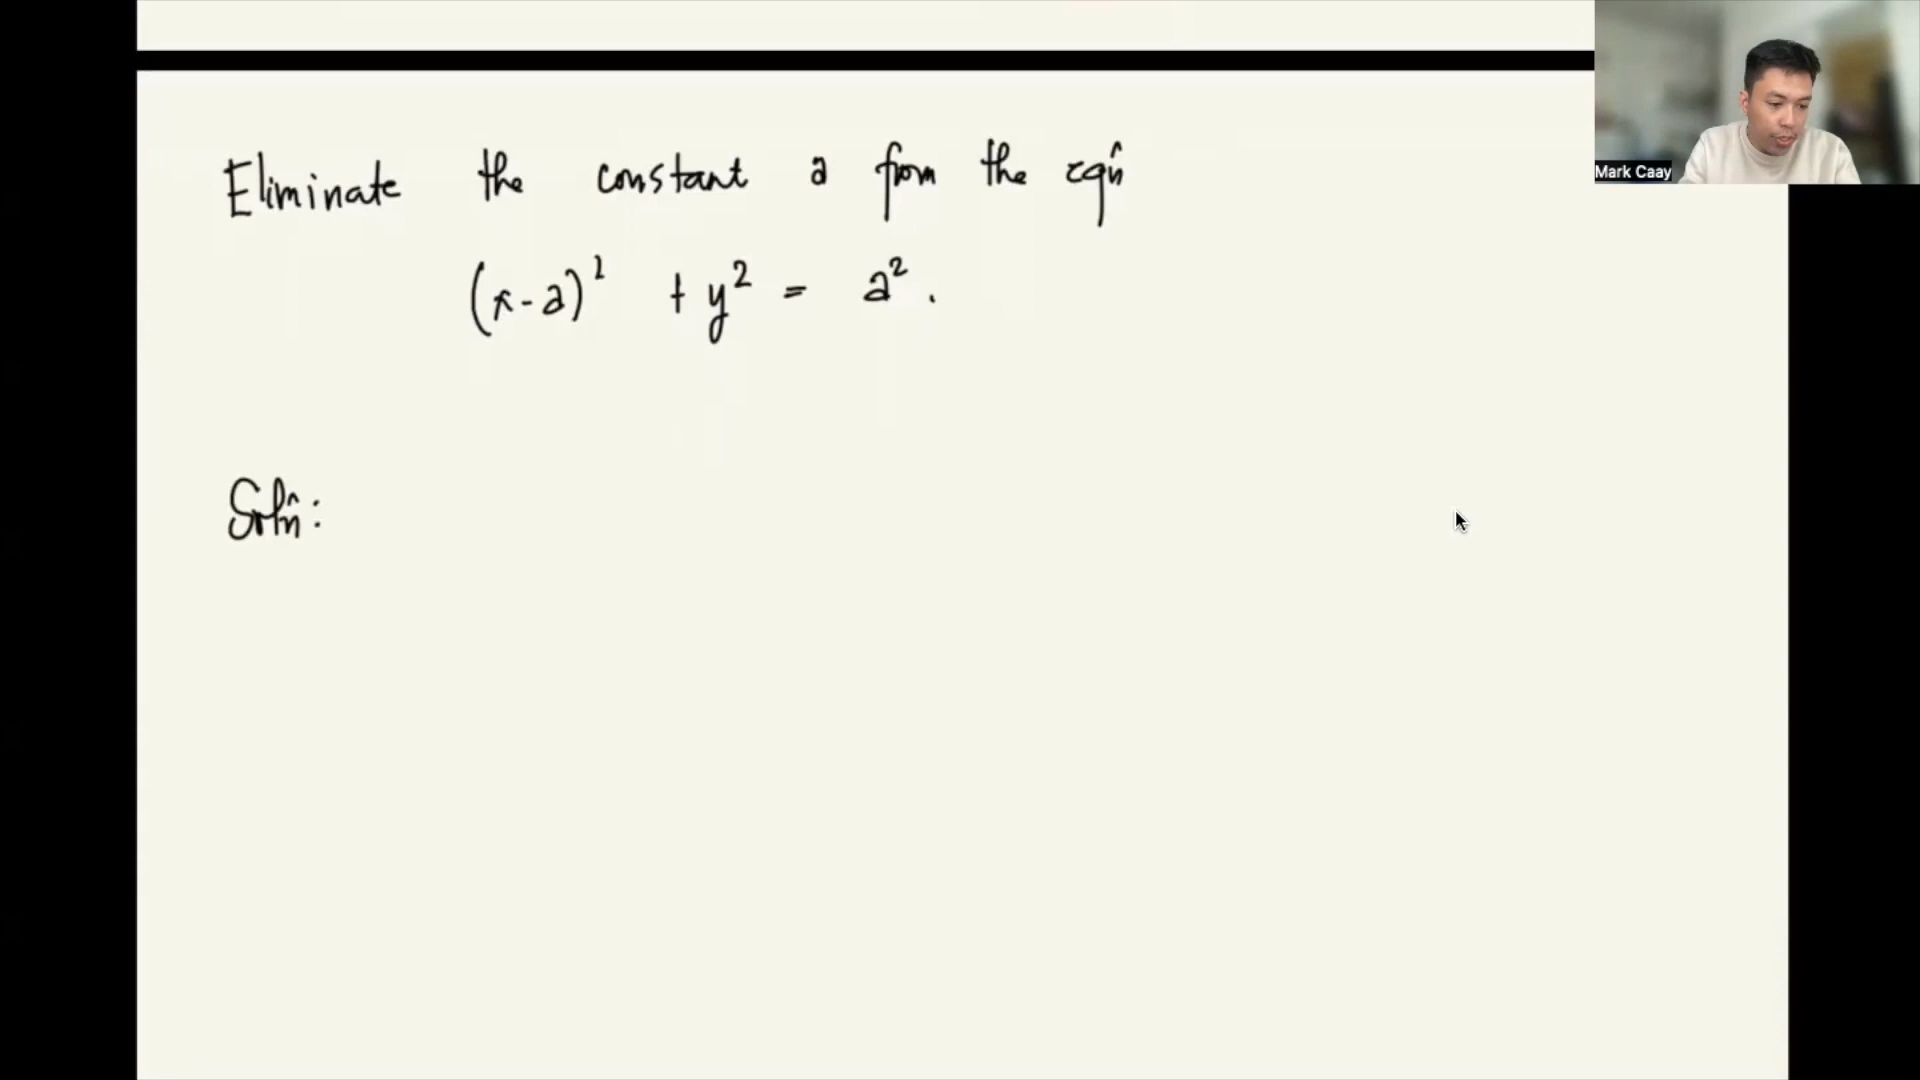 Eliminate the constant a from the eqn̂
(x-a)² + y² = a².
Soln̂:
Mark Caay